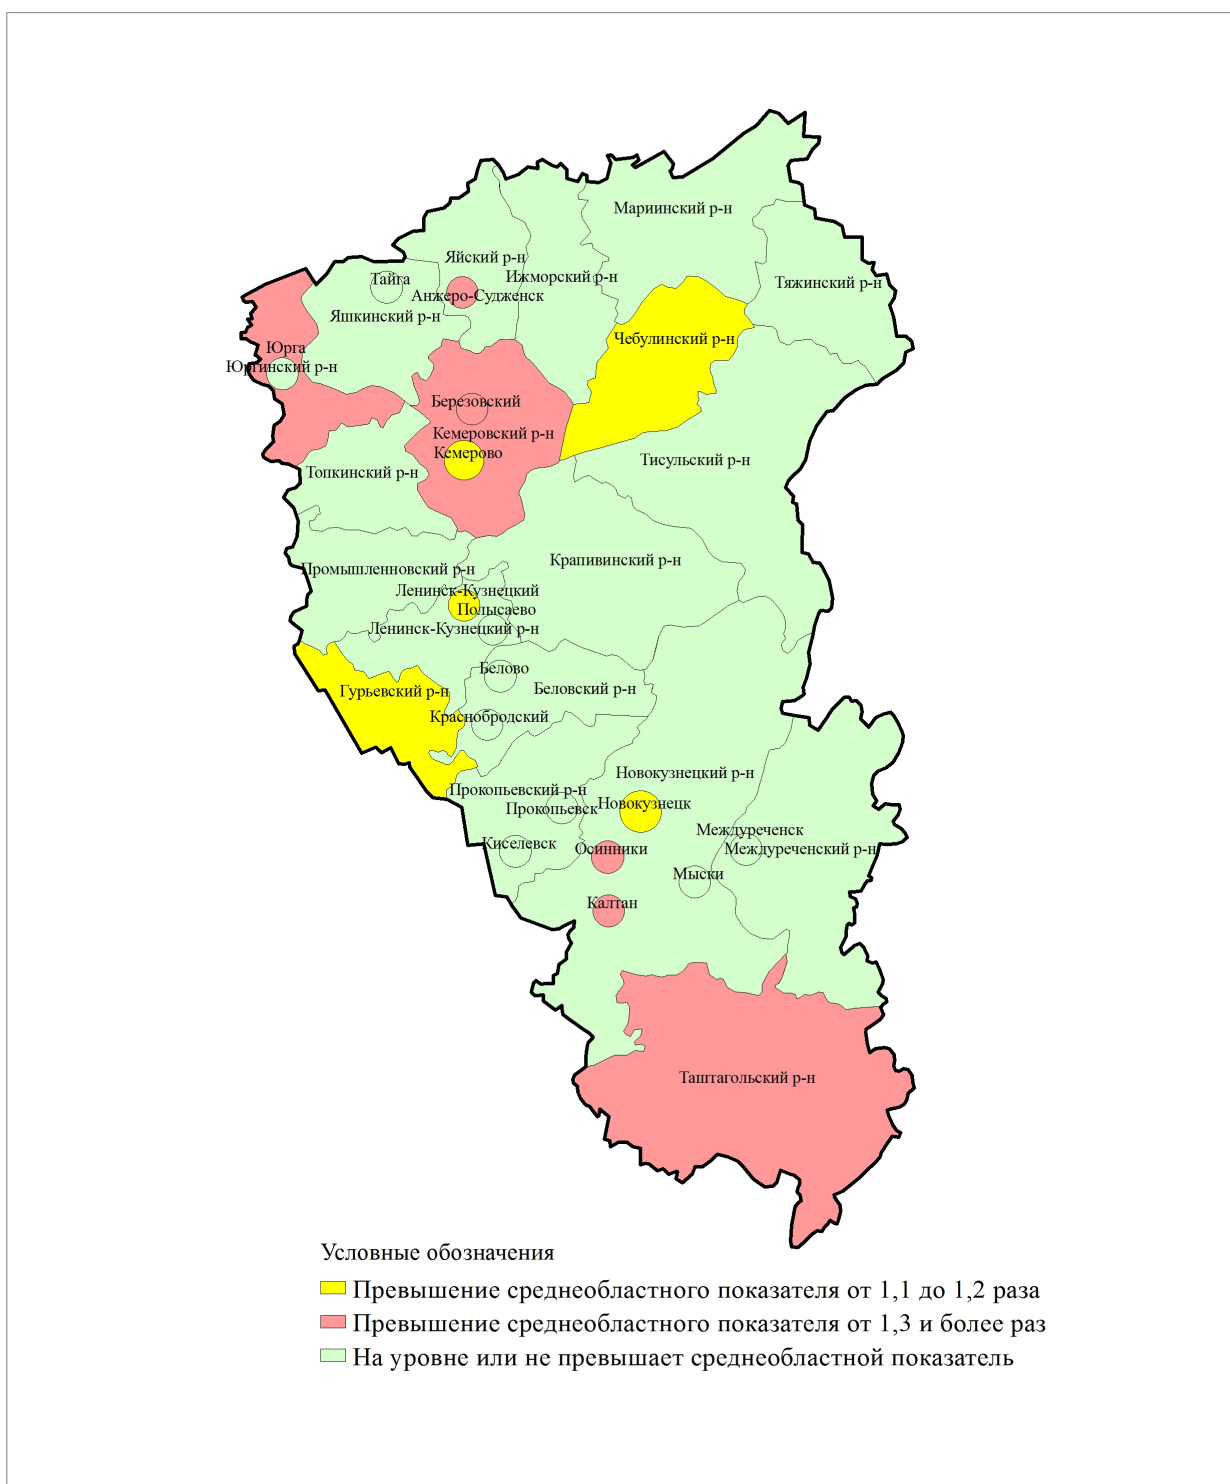 Мариинский р-н
Яйский р-н
Ижморский р-н
Тайга
Тяжинский р-н
Анжеро-Судженск
Яшкинский р-н
Чебулинский р-н
Юрга
Юргинский р-н
Березовский
Кемеровский р-н
Кемерово
Тисульский р-н
Топкинский р-н
Крапивинский р-н
Промышленновский р-н
Ленинск-Кузнецкий
Полысаево
Ленинск-Кузнецкий р-н
Белово
Беловский р-н
Гурьевский р-н
Краснобродский
Новокузнецкий р-н
Прокопьевский р-н
Новокузнецк
Прокопьевск
Междуреченск
Киселевск
Осинники
Междуреченский р-н
Мыски
Калтан
Таштагольский р-н
Условные обозначения
Превышение среднеобластного показателя от 1,1 до 1,2 раза
Превышение среднеобластного показателя от 1,3 и более раз
На уровне или не превышает среднеобластной показатель